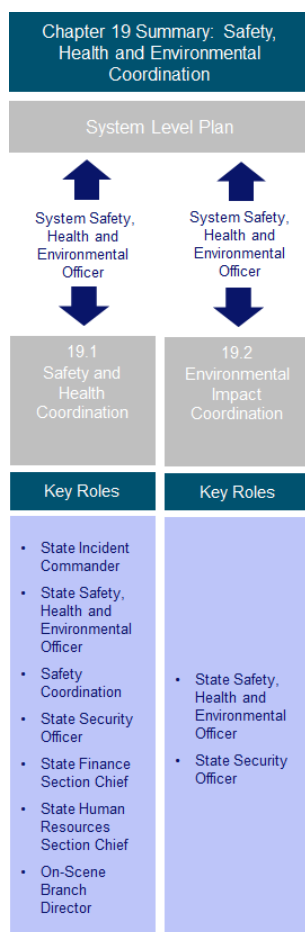 Chapter 19 Summary:  Safety,
Health and Environmental
Coordination
System Level Plan
System Safety,
Health and
Environmental
Officer
System Safety,
Health and
Environmental
Officer
19.1
Safety and
Health
Coordination
19.2
Environmental
Impact
Coordination
Key Roles
• State Incident
Commander
• State Safety,
Health and
Environmental
Officer
• Safety
Coordination
• State Security
Officer
• State Finance
Section Chief
• State Human
Resources
Section Chief
• On-Scene
Branch
Director
Key Roles
• State Safety,
Health and
Environmental
Officer
• State Security
Officer